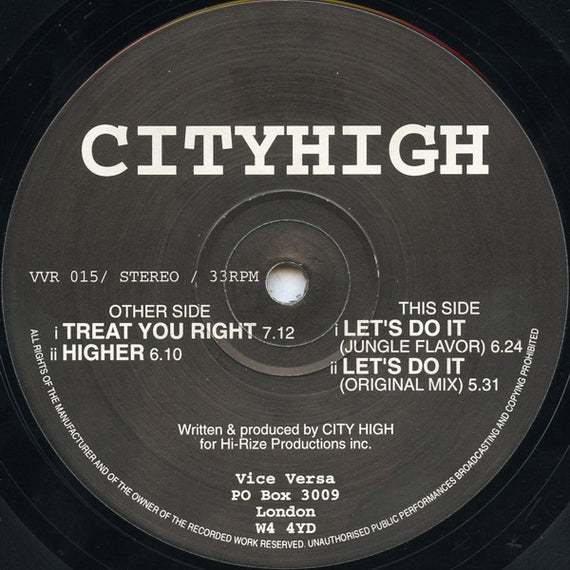 CITYHIGH
VVR 015/ STEREO / 33RPM
OTHER SIDE
i TREAT YOU RIGHT 7.12
ii HIGHER 6.10
THIS SIDE
i LET'S DO IT
(JUNGLE FLAVOR) 6.24
ii LET'S DO IT
(ORIGINAL MIX) 5.31
Written & produced by CITY HIGH
for Hi-Rize Productions inc.
Vice Versa
PO Box 3009
London
W4 4YD
ALL RIGHTS OF THE MANUFACTURER AND OF THE OWNER OF THE RECORDED WORK RESERVED. UNAUTHORISED PUBLIC PERFORMANCES BROADCASTING AND COPYING PROHIBITED